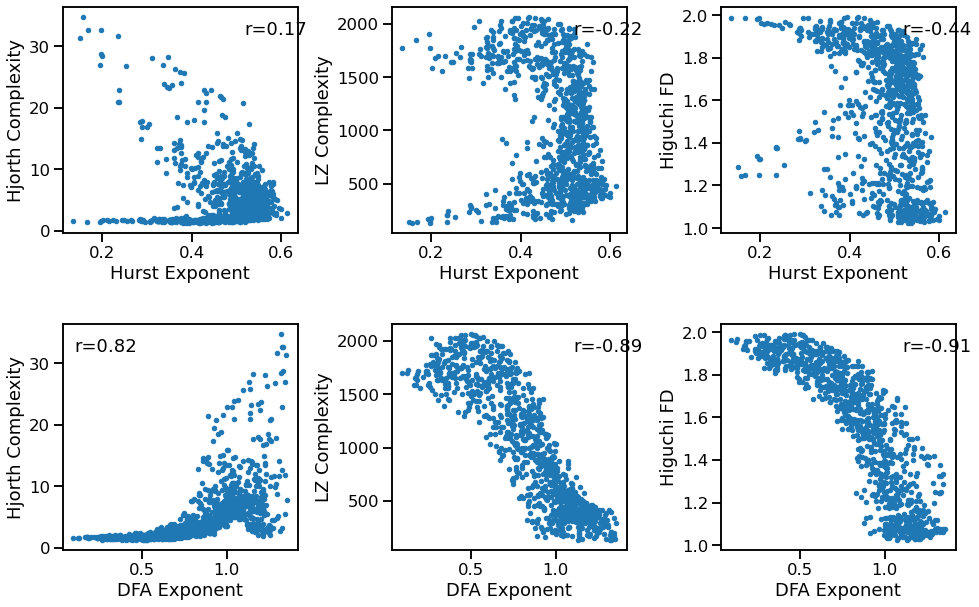 r=0.17
Hjorth Complexity
30
20
10
0
0.2 0.4 0.6
Hurst Exponent
r=-0.22
LZ Complexity
2000
1500
1000
500
0.2 0.4 0.6
Hurst Exponent
r=-0.44
Higuchi FD
2.0
1.8
1.6
1.4
1.2
1.0
0.2 0.4 0.6
Hurst Exponent
r=0.82
Hjorth Complexity
30
20
10
0
0.5 1.0
DFA Exponent
r=-0.89
LZ Complexity
2000
1500
1000
500
0.5 1.0
DFA Exponent
r=-0.91
Higuchi FD
2.0
1.8
1.6
1.4
1.2
1.0
0.5 1.0
DFA Exponent